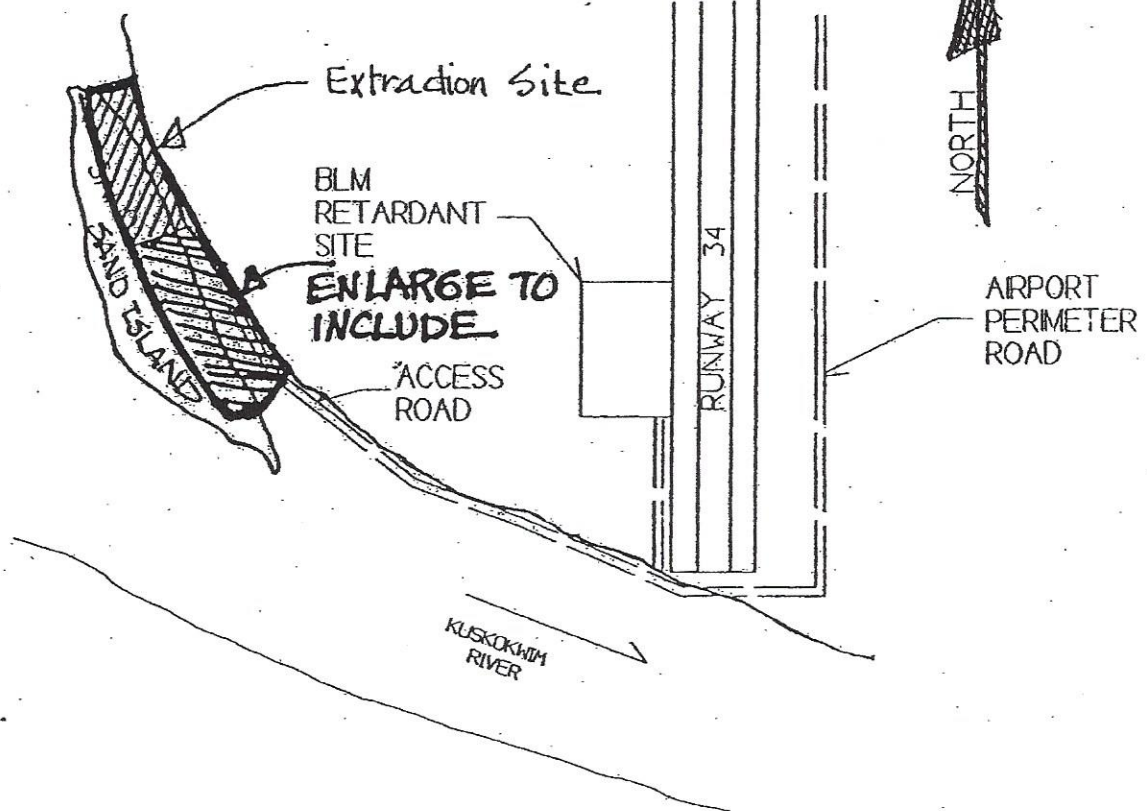 Extraction Site
NORTH
BLM
RETARDANT
SITE
ENLARGE TO
INCLUDE
SAND ISLAND
ACCESS
ROAD
RUNWAY 34
AIRPORT
PERIMETER
ROAD
KUSKOKWIM
RIVER